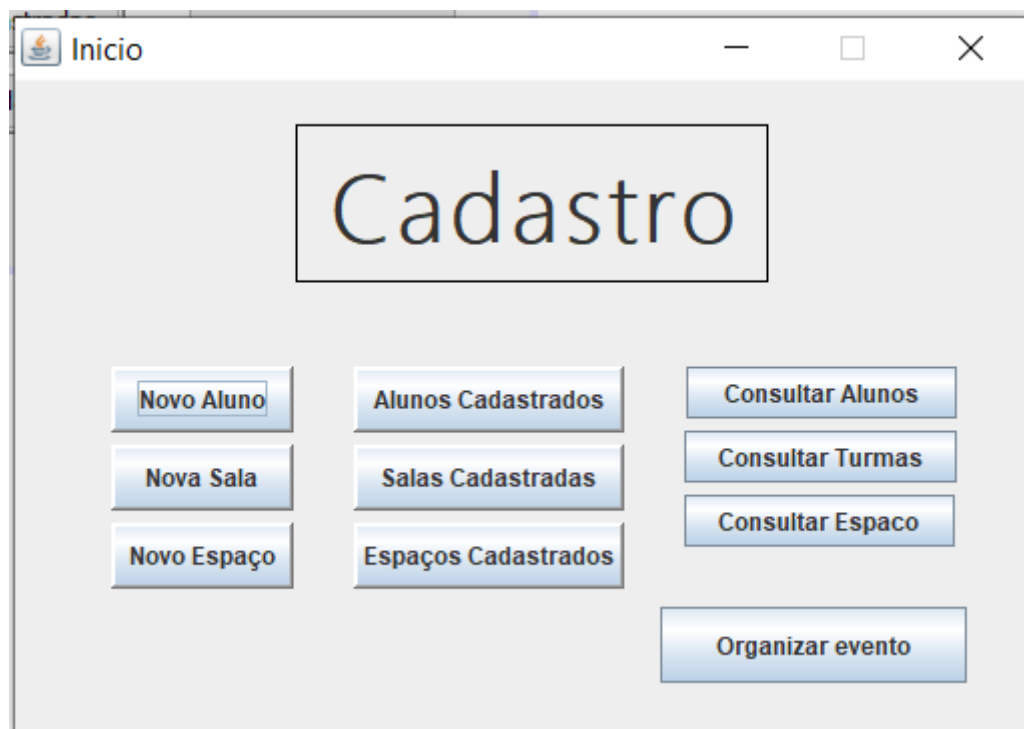 Inicio
Cadastro
Novo Aluno
Alunos Cadastrados
Consultar Alunos
Nova Sala
Salas Cadastradas
Consultar Turmas
Novo Espaço
Espaços Cadastrados
Consultar Espaco
Organizar evento